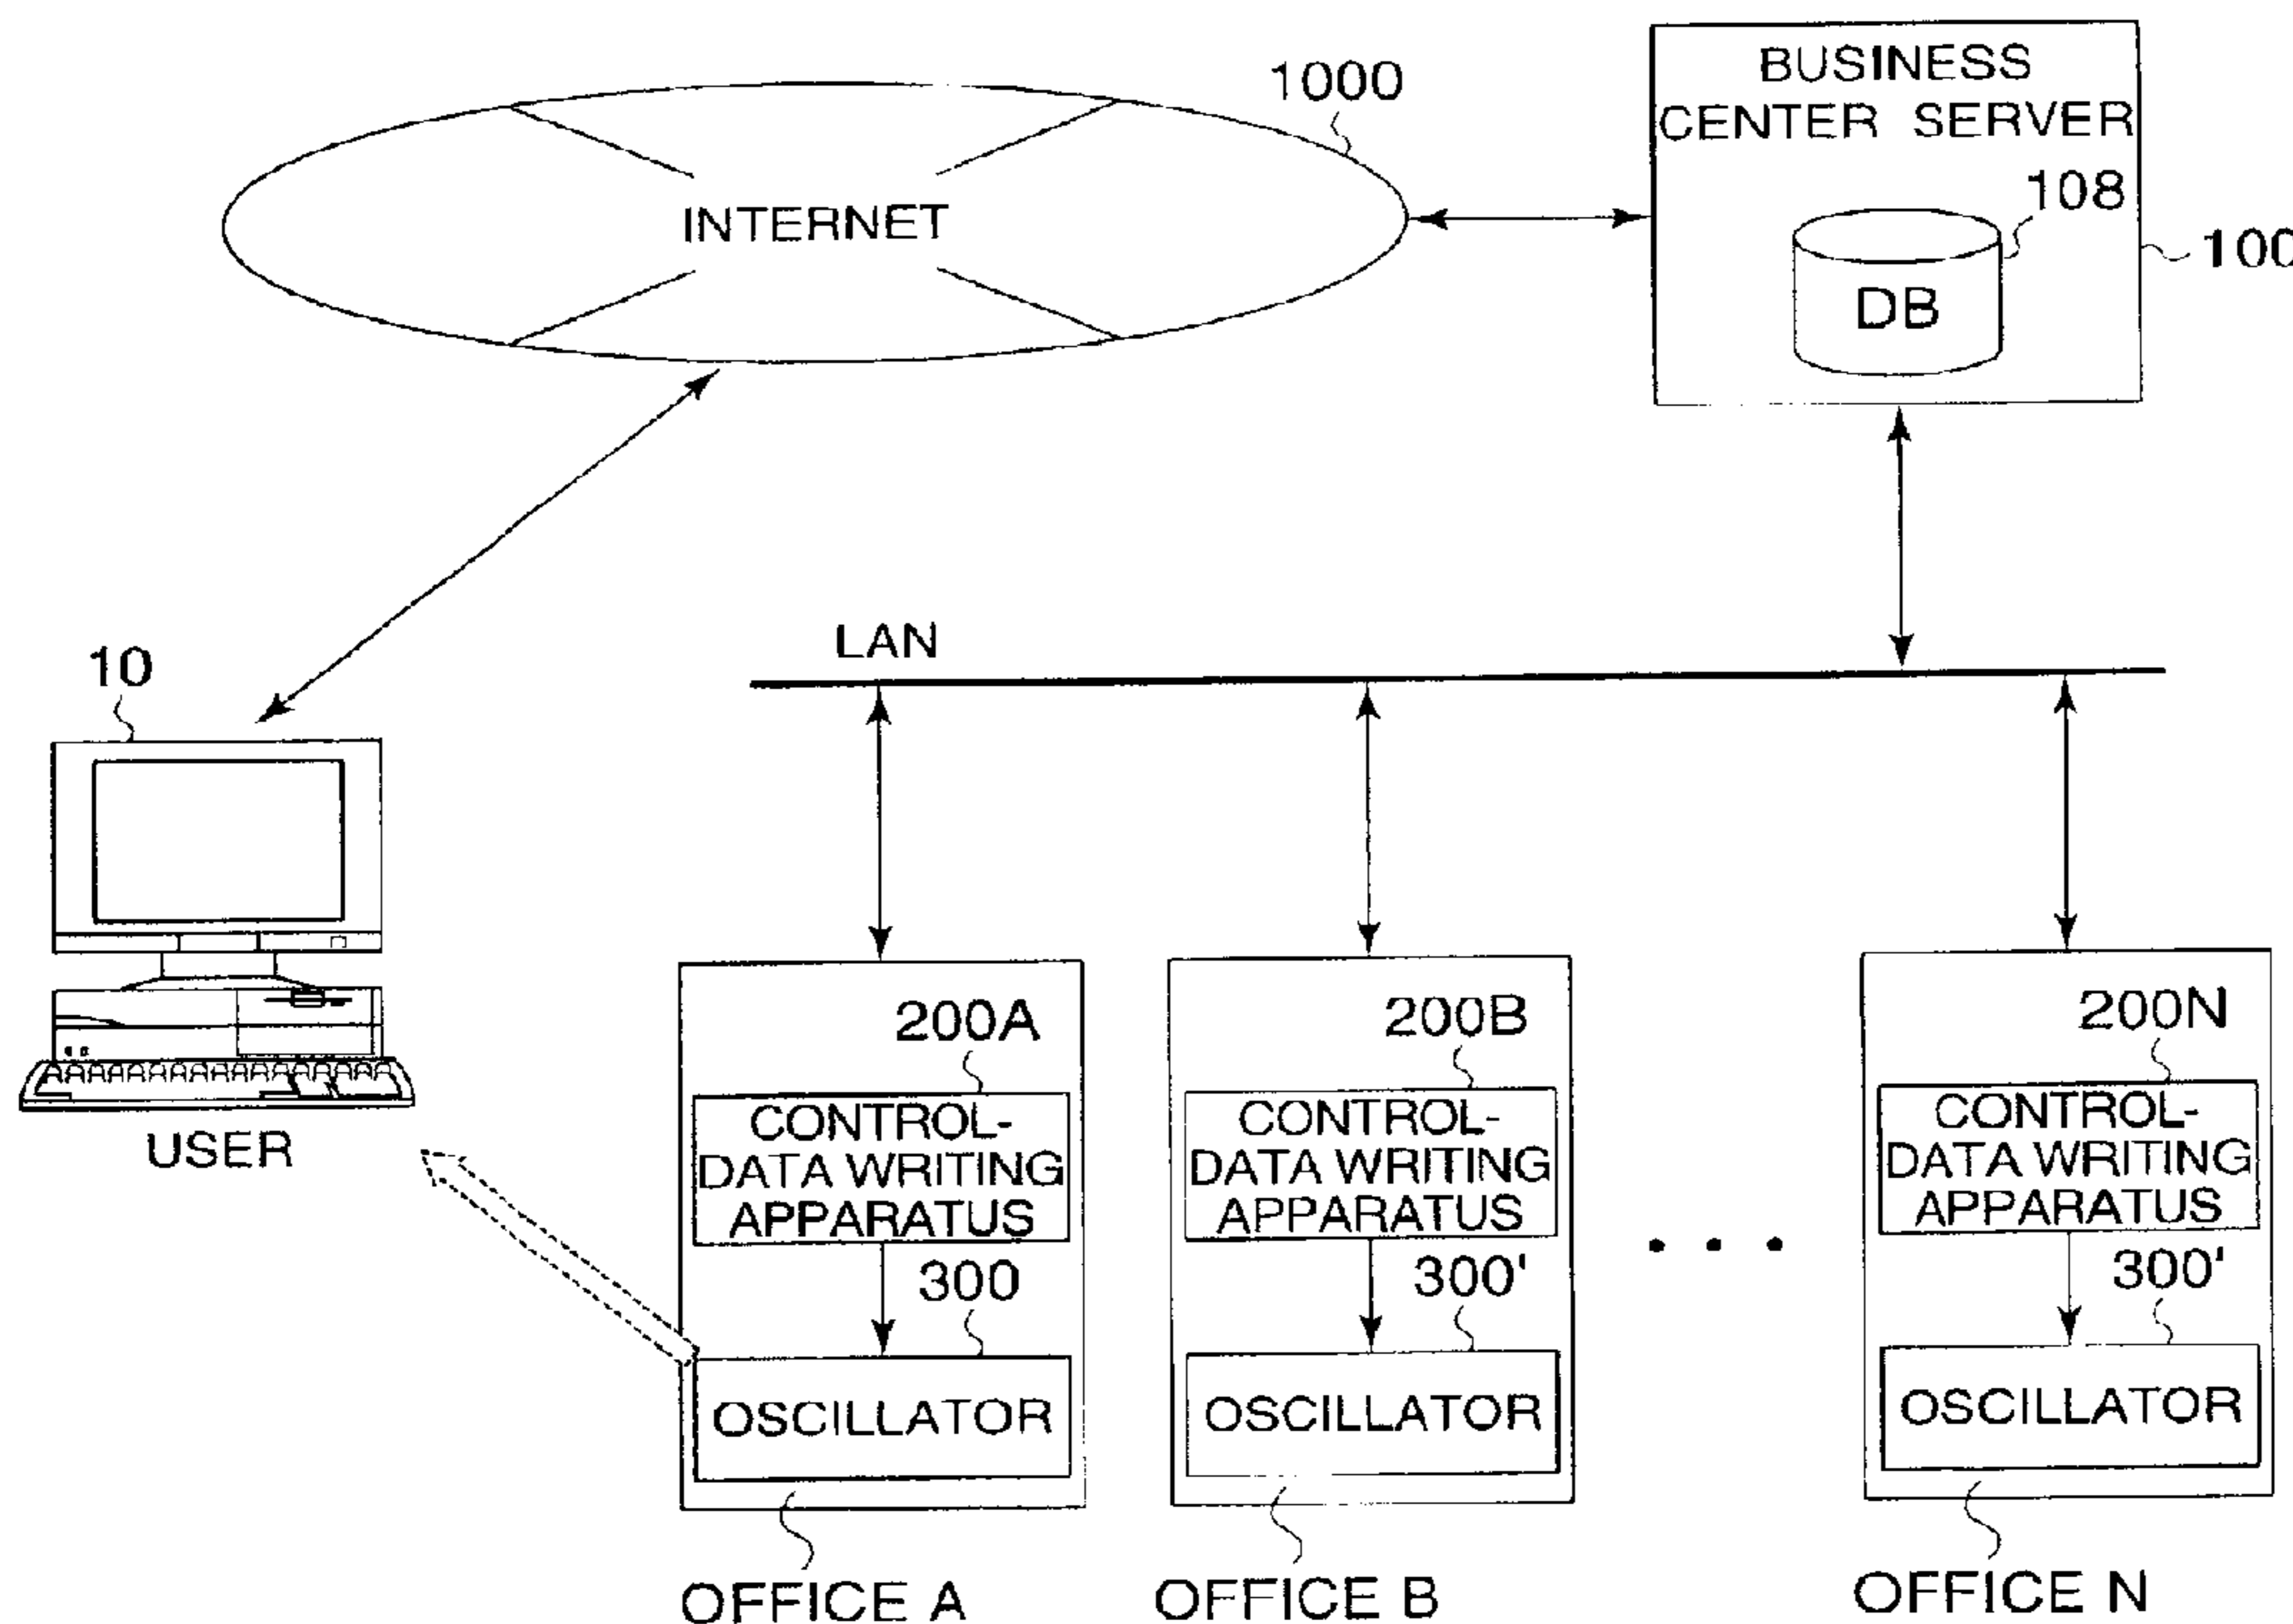 1000
BUSINESS
CENTER SERVER
108
100
INTERNET
DB
LAN
10
USER
200A
CONTROL-
DATA WRITING
APPARATUS
300
OSCILLATOR
OFFICE A
200B
CONTROL-
DATA WRITING
APPARATUS
300'
OSCILLATOR
OFFICE B
• • •
200N
CONTROL-
DATA WRITING
APPARATUS
300'
OSCILLATOR
OFFICE N